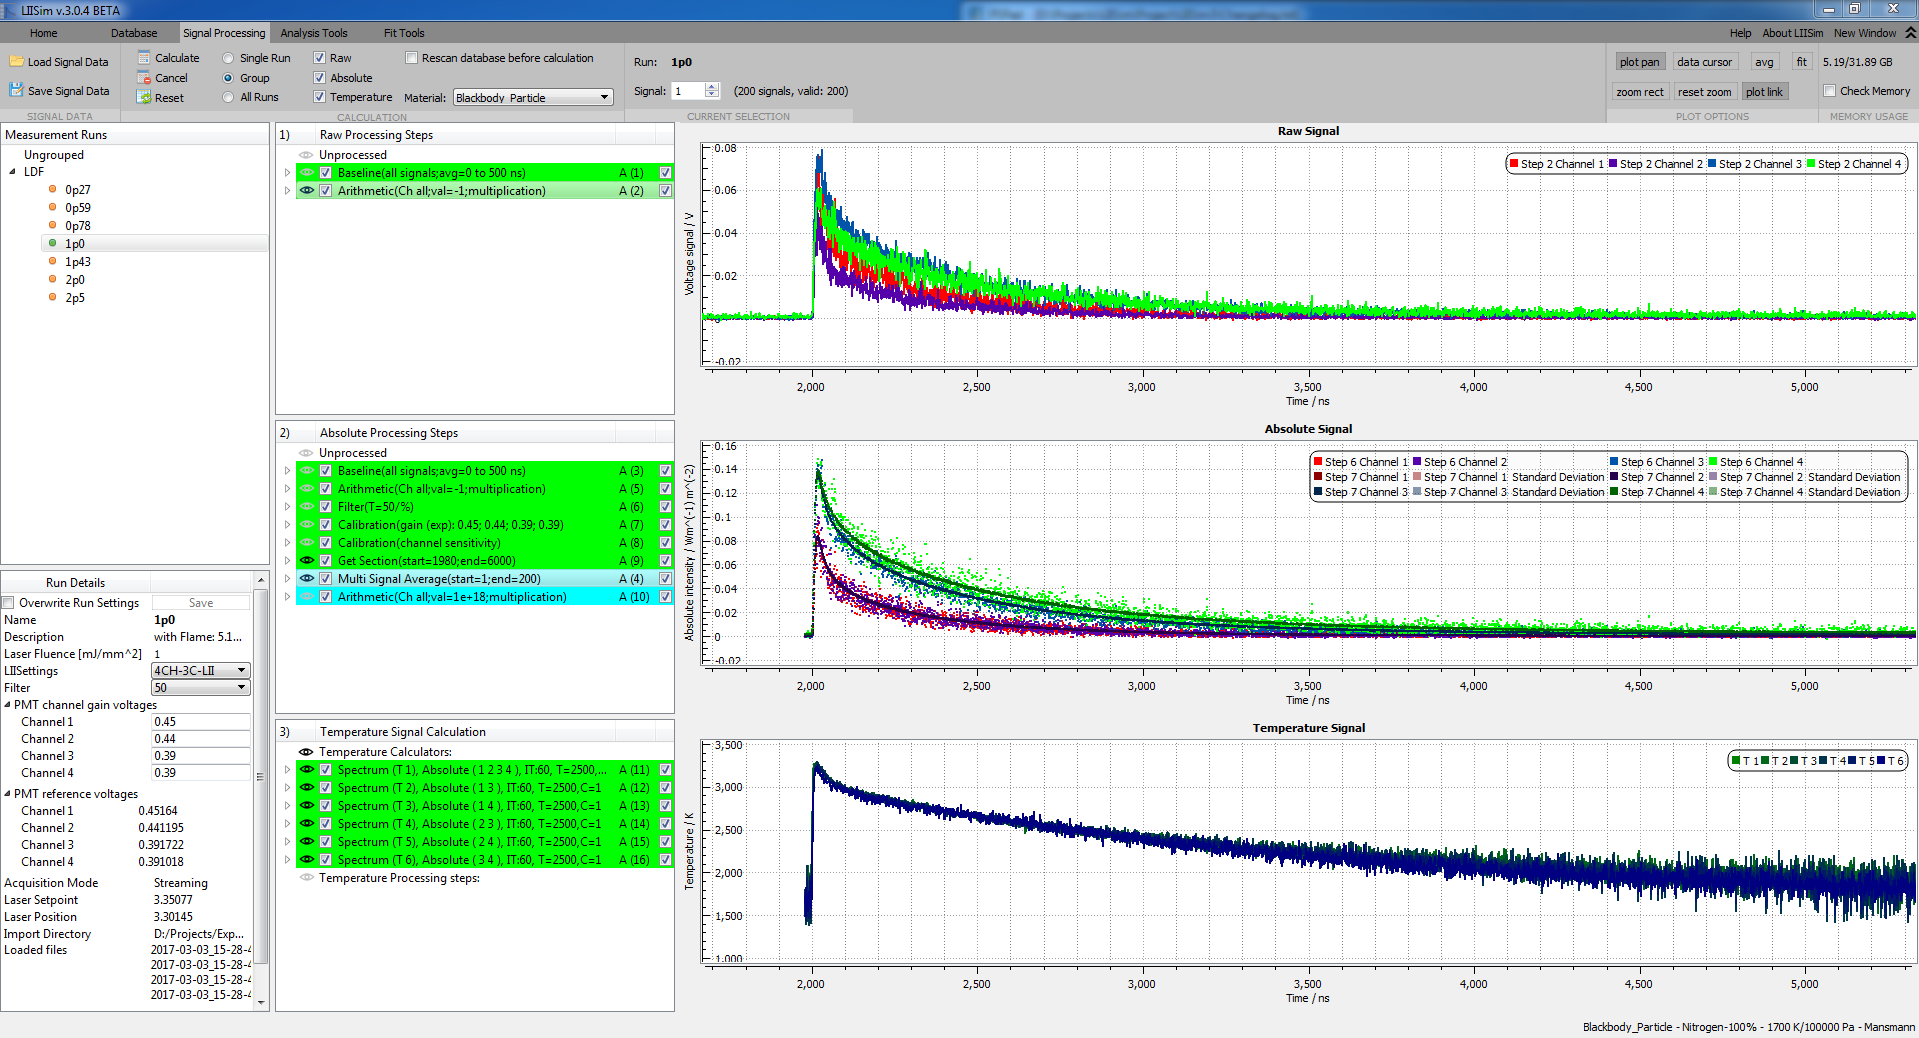 LIISim v.3.0.4 BETA
Home Database Signal Processing Analysis Tools Fit Tools Help About LIISim New Window
Load Signal Data
Save Signal Data
SIGNAL DATA
Calculate Single Run Raw Rescan database before calculation
Cancel Group Absolute
Reset All Runs Temperature Material: Blackbody_Particle
CALCULATION
Run: 1p0
Signal: 1 (200 signals, valid: 200)
CURRENT SELECTION
plot pan data cursor avg fit
zoom rect reset zoom plot link
PLOT OPTIONS
5.19/31.89 GB
Check Memory
MEMORY USAGE
Measurement Runs
Ungrouped
LDF
0p27
0p59
0p78
1p0
1p43
2p0
2p5
Run Details
Overwrite Run Settings Save
Name 1p0
Description with Flame: 5.1...
Laser Fluence [mJ/mm^2] 1
LIISettings 4CH-3C-LII
Filter 50
PMT channel gain voltages
Channel 1 0.45
Channel 2 0.44
Channel 3 0.39
Channel 4 0.39
PMT reference voltages
Channel 1 0.45164
Channel 2 0.441195
Channel 3 0.391722
Channel 4 0.391018
Acquisition Mode Streaming
Laser Setpoint 3.35077
Laser Position 3.30145
Import Directory D:/Projects/Exp...
Loaded files 2017-03-03_15-28-4
2017-03-03_15-28-4
2017-03-03_15-28-4
2017-03-03_15-28-4
1) Raw Processing Steps
Unprocessed
Baseline(all signals;avg=0 to 500 ns) A (1)
Arithmetic(Ch all;val=-1;multiplication) A (2)
2) Absolute Processing Steps
Unprocessed
Baseline(all signals;avg=0 to 500 ns) A (3)
Arithmetic(Ch all;val=-1;multiplication) A (5)
Filter(T=50/%) A (6)
Calibration(gain (exp): 0.45; 0.44; 0.39; 0.39) A (7)
Calibration(channel sensitivity) A (8)
Get Section(start=1980;end=6000) A (9)
Multi Signal Average(start=1;end=200) A (4)
Arithmetic(Ch all;val=1e+18;multiplication) A (10)
3) Temperature Signal Calculation
Temperature Calculators:
Spectrum (T 1), Absolute ( 1 2 3 4 ), IT:60, T=2500,... A (11)
Spectrum (T 2), Absolute ( 1 3 ), IT:60, T=2500,C=1 A (12)
Spectrum (T 3), Absolute ( 1 4 ), IT:60, T=2500,C=1 A (13)
Spectrum (T 4), Absolute ( 2 3 ), IT:60, T=2500,C=1 A (14)
Spectrum (T 5), Absolute ( 2 4 ), IT:60, T=2500,C=1 A (15)
Spectrum (T 6), Absolute ( 3 4 ), IT:60, T=2500,C=1 A (16)
Temperature Processing steps:
Raw Signal
Step 2 Channel 1 Step 2 Channel 2 Step 2 Channel 3 Step 2 Channel 4
Voltage signal / V
0.08
0.06
0.04
0.02
0
-0.02
2,000 2,500 3,000 3,500 4,000 4,500 5,000
Time / ns
Absolute Signal
Step 6 Channel 1 Step 6 Channel 2 Step 6 Channel 3 Step 6 Channel 4
Step 7 Channel 1 Step 7 Channel 1 Standard Deviation Step 7 Channel 2 Step 7 Channel 2 Standard Deviation
Step 7 Channel 3 Step 7 Channel 3 Standard Deviation Step 7 Channel 4 Step 7 Channel 4 Standard Deviation
Absolute intensity / Wm^(-1) m^(-2)
0.16
0.14
0.12
0.1
0.08
0.06
0.04
0.02
0
-0.02
2,000 2,500 3,000 3,500 4,000 4,500 5,000
Time / ns
Temperature Signal
T 1 T 2 T 3 T 4 T 5 T 6
Temperature / K
3,500
3,000
2,500
2,000
1,500
1,000
2,000 2,500 3,000 3,500 4,000 4,500 5,000
Time / ns
Blackbody_Particle - Nitrogen-100% - 1700 K/100000 Pa - Mansmann